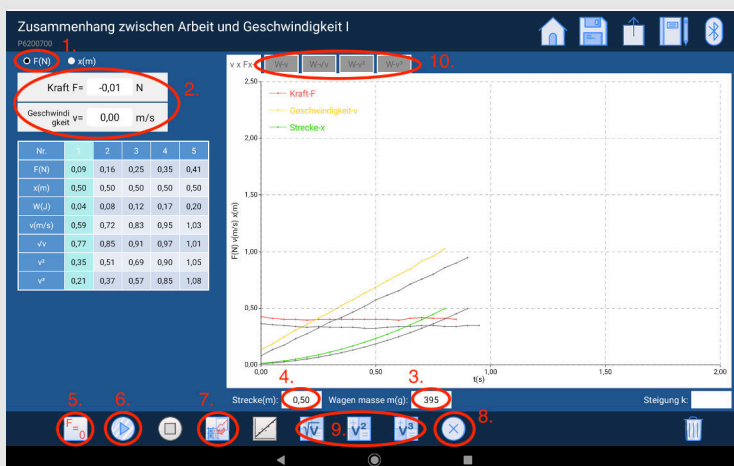 Zusammenhang zwischen Arbeit und Geschwindigkeit I
P6200700
1.
F(N) x(m)
2.
Kraft F= -0,01 N
Geschwindi
gkeit v= 0,00 m/s
Nr. 1 2 3 4 5
F(N) 0,09 0,16 0,25 0,35 0,41
x(m) 0,50 0,50 0,50 0,50 0,50
W(J) 0,04 0,08 0,12 0,17 0,20
v(m/s) 0,59 0,72 0,83 0,95 1,03
√v 0,77 0,85 0,91 0,97 1,01
v² 0,35 0,51 0,69 0,90 1,05
v³ 0,21 0,37 0,57 0,85 1,08
v x Fx W-v W-√v W-v² W-v³ 10.
2,50
Kraft-F
Geschwindigkeit-v
Strecke-x
2,00
1,50
F(N) v(m/s) x(m)
1,00
0,50
0,00
0,00 0,50 1,00 1,50 2,00
t(s)
4. 3.
Strecke(m): 0,50 Wagen masse m(g): 395 Steigung k:
5. 6. 7. 8.
F=0 √v 9. v²= v³=